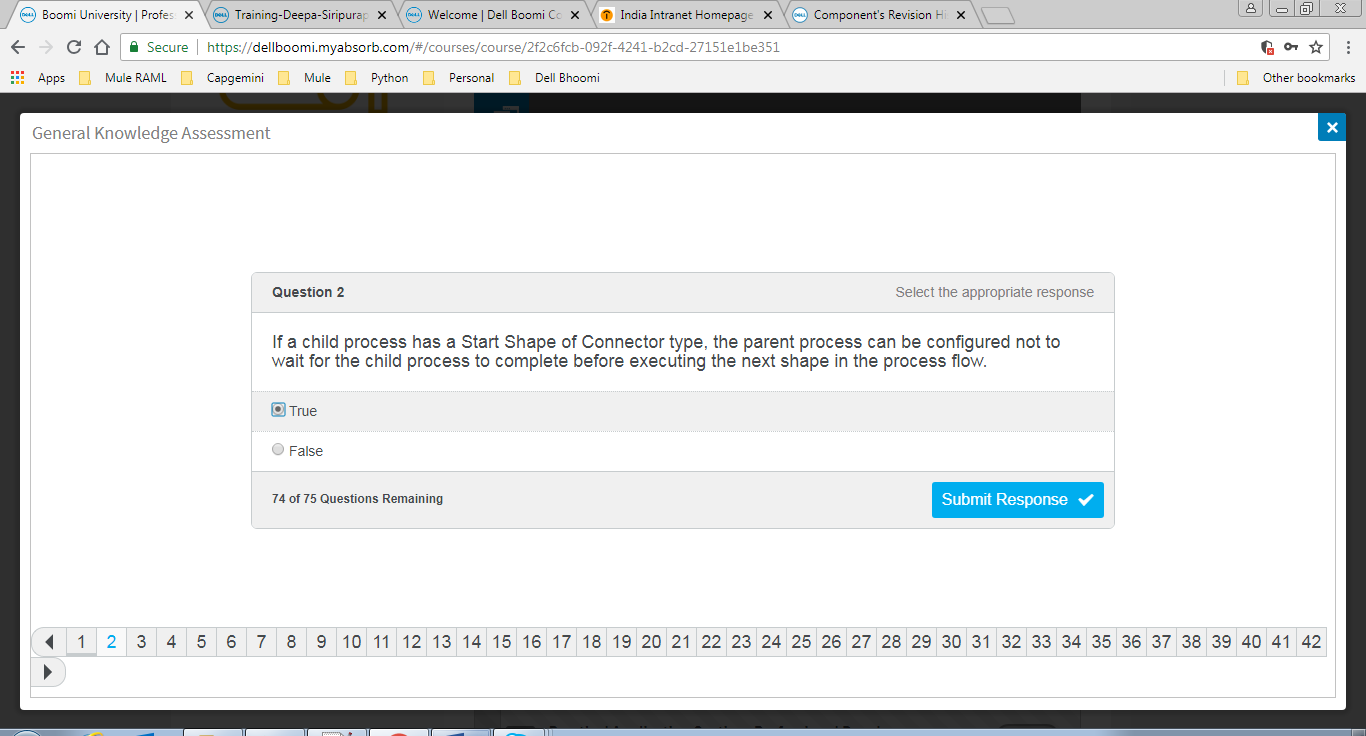 Boomi University | Profes
Training-Deepa-Siripurap
Welcome | Dell Boomi Co
India Intranet Homepage
Component's Revision Hi
Secure
https://dellboomi.myabsorb.com/#/courses/course/2f2c6fcb-092f-4241-b2cd-27151e1be351
Apps Mule RAML Capgemini Mule Python Personal Dell Bhoomi Other bookmarks
General Knowledge Assessment
Question 2 Select the appropriate response
If a child process has a Start Shape of Connector type, the parent process can be configured not to
wait for the child process to complete before executing the next shape in the process flow.
True
False
74 of 75 Questions Remaining Submit Response
1 2 3 4 5 6 7 8 9 10 11 12 13 14 15 16 17 18 19 20 21 22 23 24 25 26 27 28 29 30 31 32 33 34 35 36 37 38 39 40 41 42